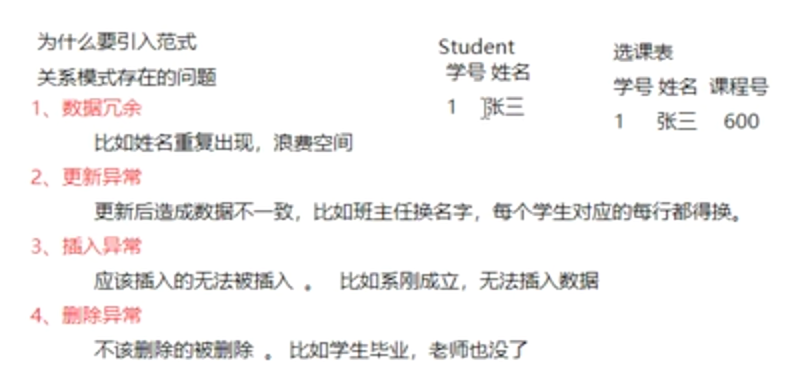 为什么要引入范式
关系模式存在的问题
1、数据冗余
比如姓名重复出现，浪费空间
2、更新异常
更新后造成数据不一致，比如班主任换名字，每个学生对应的每行都得换。
3、插入异常
应该插入的无法被插入 。 比如系刚成立，无法插入数据
4、删除异常
不该删除的被删除 。 比如学生毕业，老师也没了
Student
学号 姓名
1 张三
选课表
学号 姓名 课程号
1 张三 600